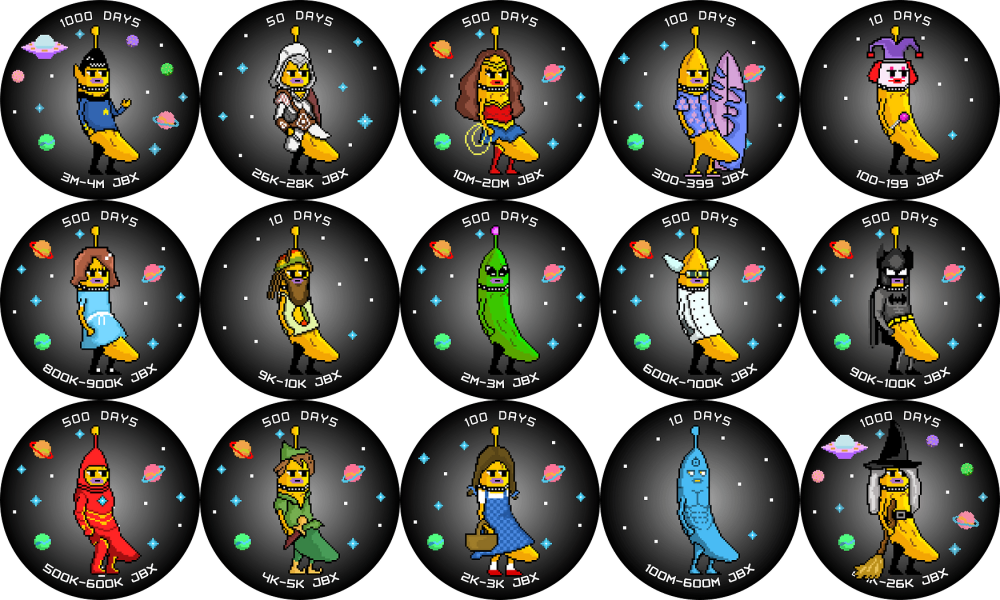 1000 DAYS
3M-4M JBX
50 DAYS
26K-28K JBX
500 DAYS
10M-20M JBX
100 DAYS
300-399 JBX
10 DAYS
100-199 JBX
500 DAYS
800K-900K JBX
10 DAYS
9K-10K JBX
500 DAYS
2M-3M JBX
500 DAYS
600K-700K JBX
500 DAYS
90K-100K JBX
500 DAYS
500K-600K JBX
500 DAYS
4K-5K JBX
100 DAYS
2K-3K JBX
10 DAYS
100M-600M JBX
1000 DAYS
-26K JBX